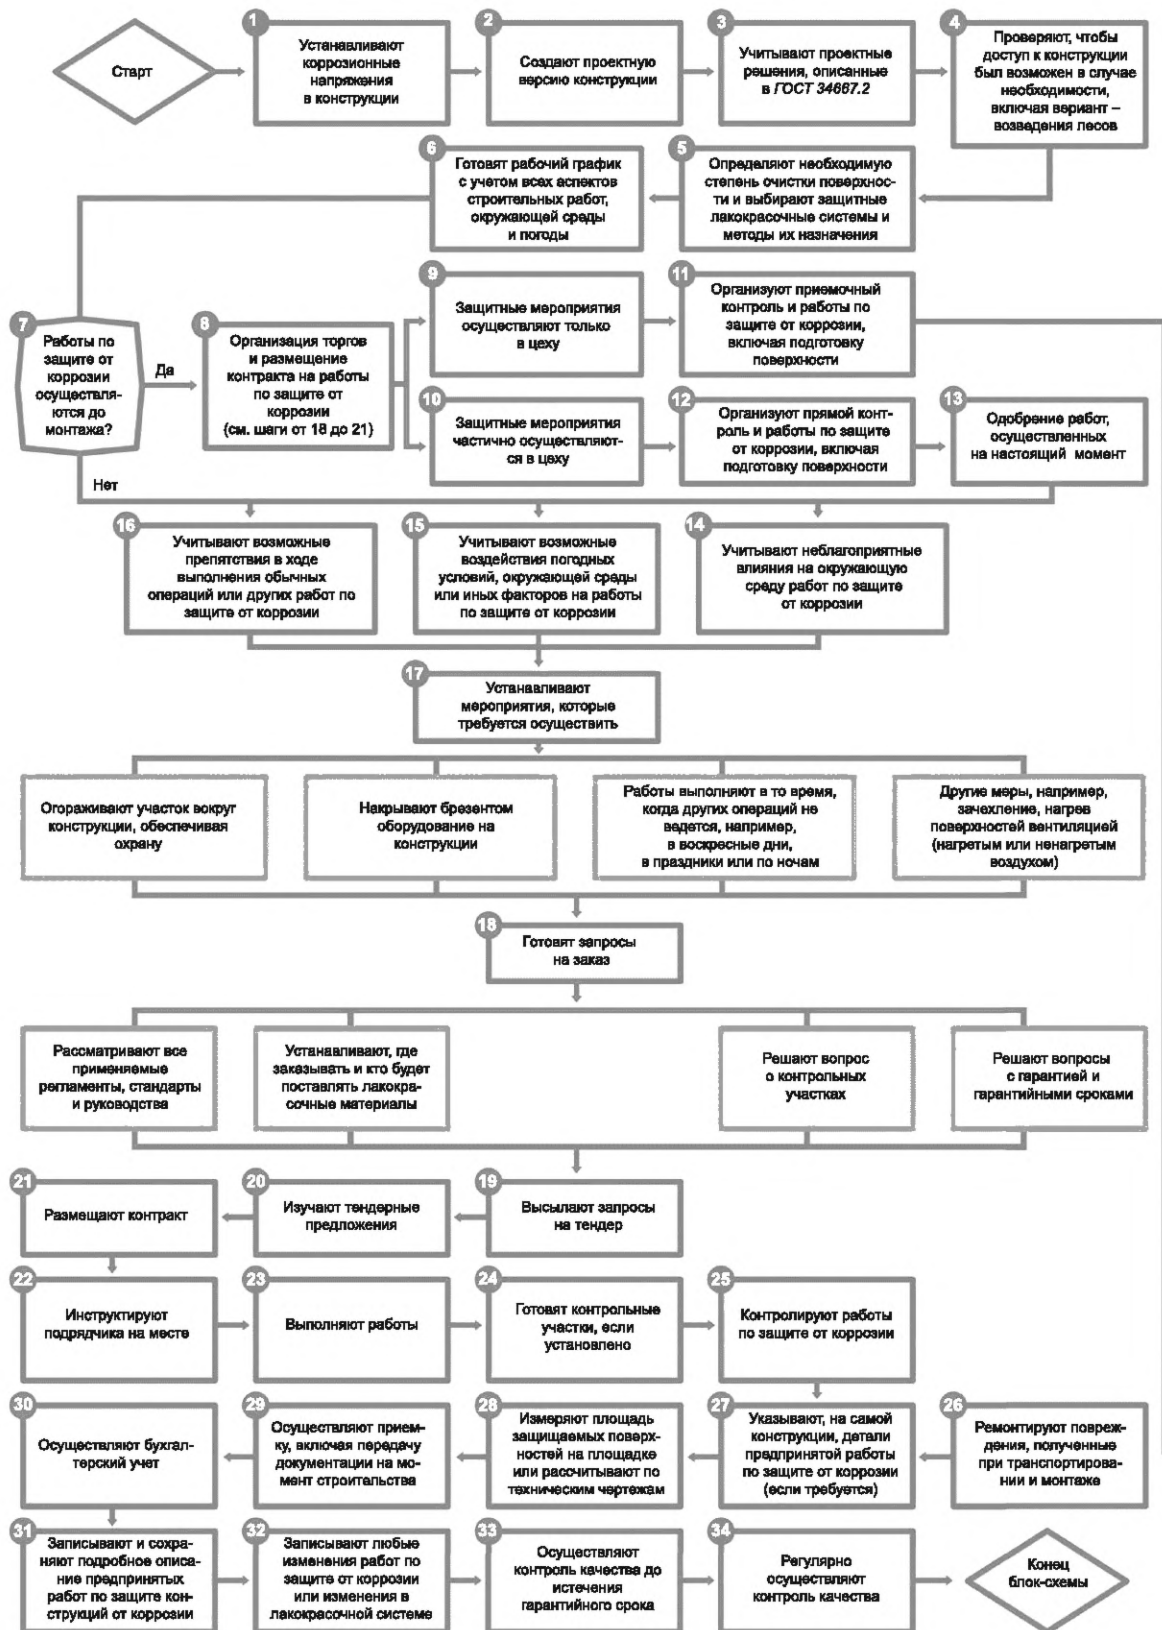 Старт
1
Устанавливают
коррозионные
напряжения
в конструкции
2
Создают проектную
версию конструкции
3
Учитывают проектные
решения, описанные
в ГОСТ 34667.2
4
Проверяют, чтобы
доступ к конструкции
был возможен в случае
необходимости,
включая вариант –
возведения лесов
6
Готовят рабочий график
с учетом всех аспектов
строительных работ,
окружающей среды
и погоды
5
Определяют необходимую
степень очистки поверхно-
сти и выбирают защитные
лакокрасочные системы и
методы их назначения
7
Работы по
защите от
коррозии
осуществля-
ются до
монтажа?
Да
Нет
8
Организация торгов
и размещение
контракта на работы
по защите от
коррозии
(см. шаги от 18 до 21)
9
Защитные мероприятия
осуществляют только
в цеху
11
Организуют приемочный
контроль и работы по
защите от коррозии,
включая подготовку
поверхности
10
Защитные мероприятия
частично осуществляют-
ся в цеху
12
Организуют прямой конт-
роль и работы по защите
от коррозии, включая
подготовку поверхности
13
Одобрение работ,
осуществленных
на настоящий момент
16
Учитывают возможные
препятствия в ходе
выполнения обычных
операций или других работ по
защите от коррозии
15
Учитывают возможные
воздействия погодных
условий, окружающей среды
или иных факторов на работы
по защите от коррозии
14
Учитывают неблагоприятные
влияния на окружающую
среду работ по защите
от коррозии
17
Устанавливают
мероприятия, которые
требуется осуществить
Огораживают участок вокруг
конструкции, обеспечивая
охрану
Накрывают брезентом
оборудование на
конструкции
Работы выполняют в то время,
когда других операций не
ведется, например,
в воскресные дни,
в праздники или по ночам
Другие меры, например,
зачехление, нагрев
поверхностей вентиляцией
(нагретым или ненагретым
воздухом)
18
Готовят запросы
на заказ
Рассматривают все
применяемые
регламенты, стандарты
и руководства
Устанавливают, где
заказывать и кто будет
поставлять лакокра-
сочные материалы
Решают вопрос
о контрольных
участках
Решают вопросы
с гарантией и
гарантийными сроками
21
Размещают контракт
20
Изучают тендерные
предложения
19
Высылают запросы
на тендер
22
Инструктируют
подрядчика на месте
23
Выполняют работы
24
Готовят контрольные
участки, если
установлено
25
Контролируют работы
по защите от коррозии
30
Осуществляют бухгал-
терский учет
29
Осуществляют прием-
ку, включая передачу
документации на мо-
мент строительства
28
Измеряют площадь
защищаемых поверх-
ностей на площадке
или рассчитывают по
техническим чертежам
27
Указывают, на самой
конструкции, детали
предпринятой работы
по защите от коррозии
(если требуется)
26
Ремонтируют повреж-
дения, полученные
при транспортирова-
нии и монтаже
31
Записывают и сохра-
няют подробное описа-
ние предпринятых
работ по защите кон-
струкций от коррозии
32
Записывают любые
изменения работ по
защите от коррозии
или изменения в
лакокрасочной системе
33
Осуществляют
контроль качества до
истечения
гарантийного срока
34
Регулярно
осуществляют
контроль качества
Конец
блок-схемы